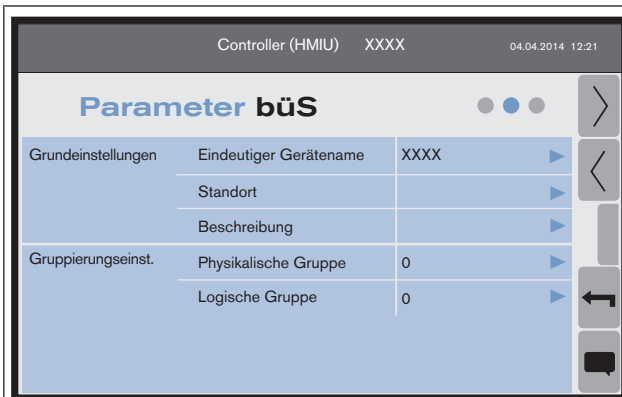 Controller (HMIU) XXXX 04.04.2014 12:21
Parameter büS
Grundeinstellungen Eindeutiger Gerätename XXXX
Standort
Beschreibung
Gruppierungseinst. Physikalische Gruppe 0
Logische Gruppe 0